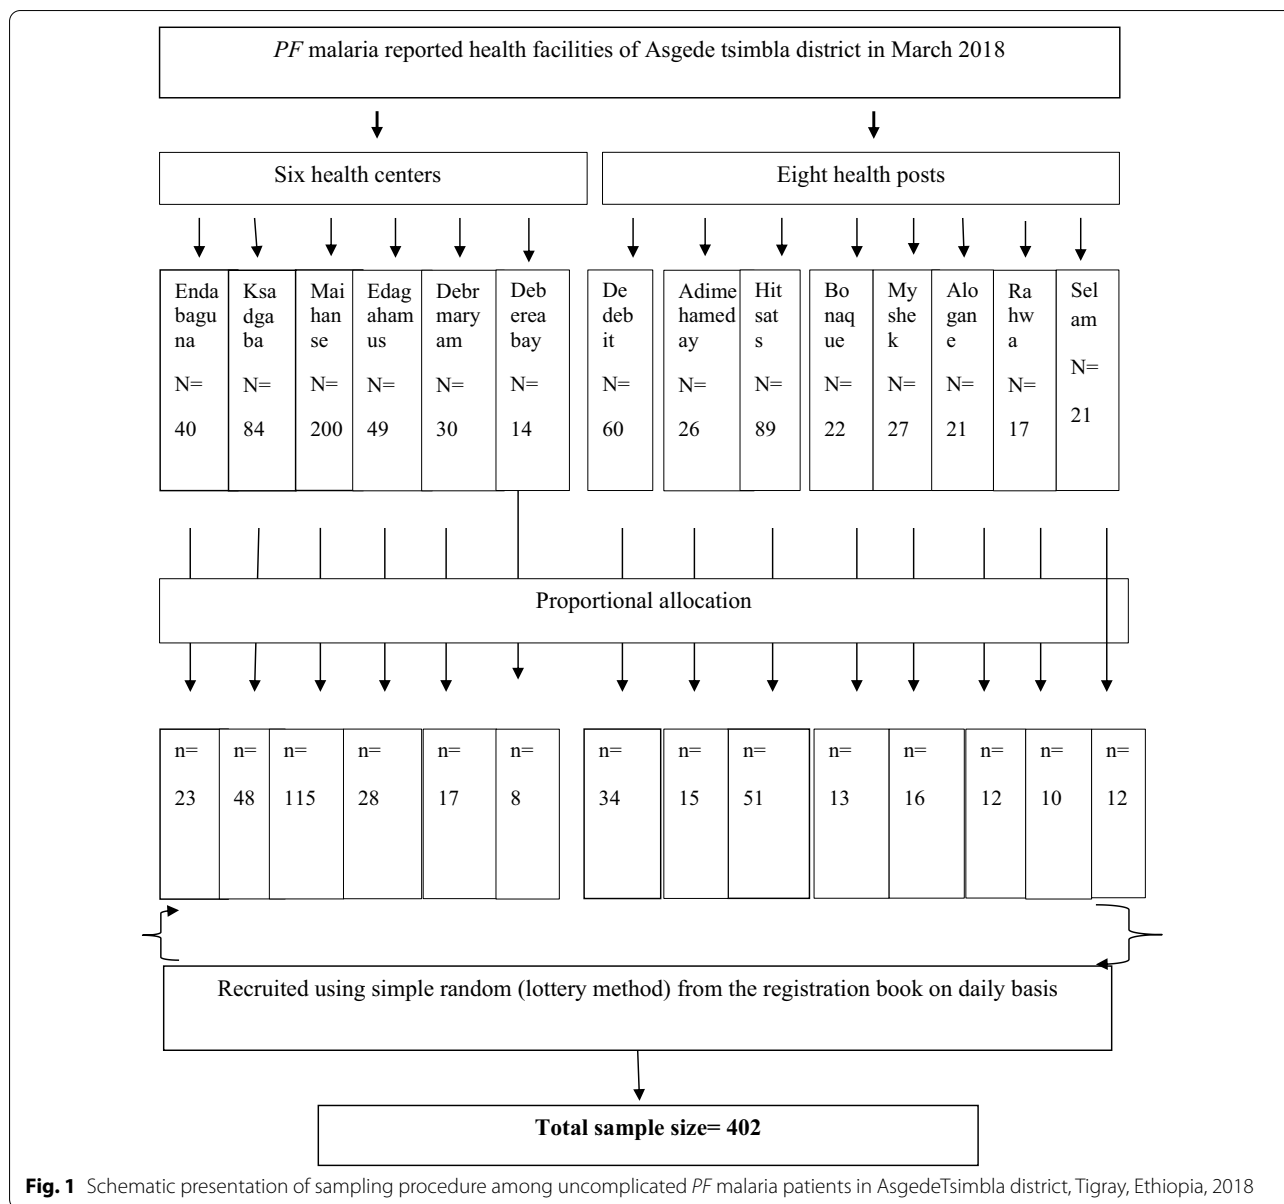 PF malaria reported health facilities of Asgede tsimbla district in March 2018
Six health centers
Eight health posts
Enda
bagu
na
N=
40
Ksa
dga
ba
N=
84
Mai
han
se
N=
200
Edag
aham
us
N=
49
Debr
mary
am
N=
30
Deb
erea
bay
N=
14
De
deb
it
N=
60
Adime
hamed
ay
N=
26
Hit
sat
s
N=
89
Bo
naq
ue
N=
22
My
she
k
N=
27
Alo
gan
e
N=
21
Ra
hw
a
N=
17
Sel
am
N=
21
Proportional allocation
n=
23
n=
48
n=
115
n=
28
n=
17
n=
8
n=
34
n=
15
n=
51
n=
13
n=
16
n=
12
n=
10
n=
12
Recruited using simple random (lottery method) from the registration book on daily basis
Total sample size= 402
Fig. 1 Schematic presentation of sampling procedure among uncomplicated PF malaria patients in AsgedeTsimbla district, Tigray, Ethiopia, 2018